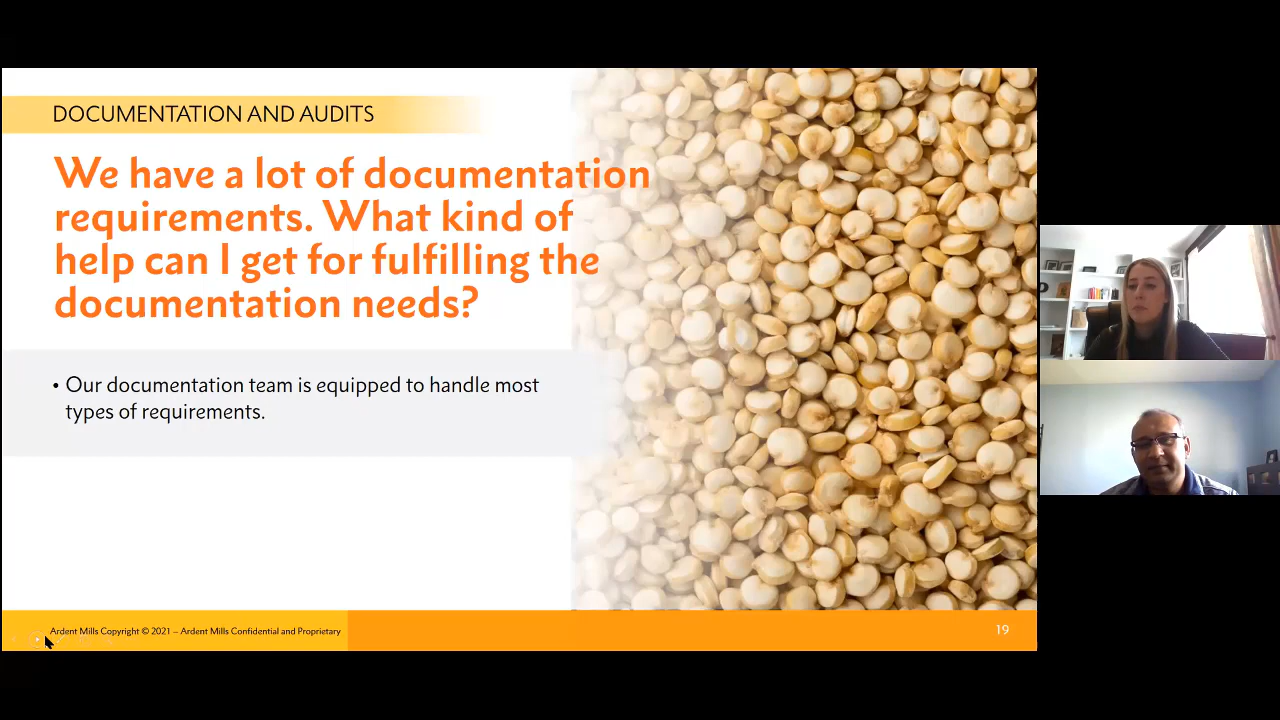 DOCUMENTATION AND AUDITS
We have a lot of documentation
requirements. What kind of
help can I get for fulfilling the
documentation needs?
• Our documentation team is equipped to handle most
types of requirements.
Ardent Mills Copyright © 2021 – Ardent Mills Confidential and Proprietary
19